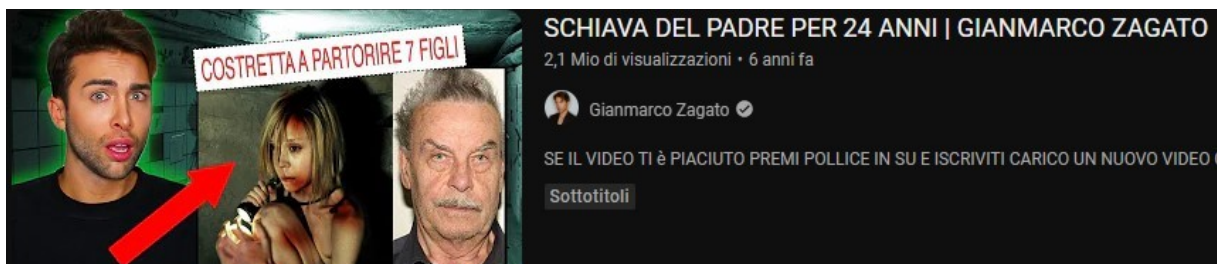 COSTRETTA A PARTORIRE 7 FIGLI
SCHIAVA DEL PADRE PER 24 ANNI | GIANMARCO ZAGATO
2,1 Mio di visualizzazioni • 6 anni fa
Gianmarco Zagato
SE IL VIDEO TI è PIACIUTO PREMI POLLICE IN SU E ISCRIVITI CARICO UN NUOVO VIDEO
Sottotitoli